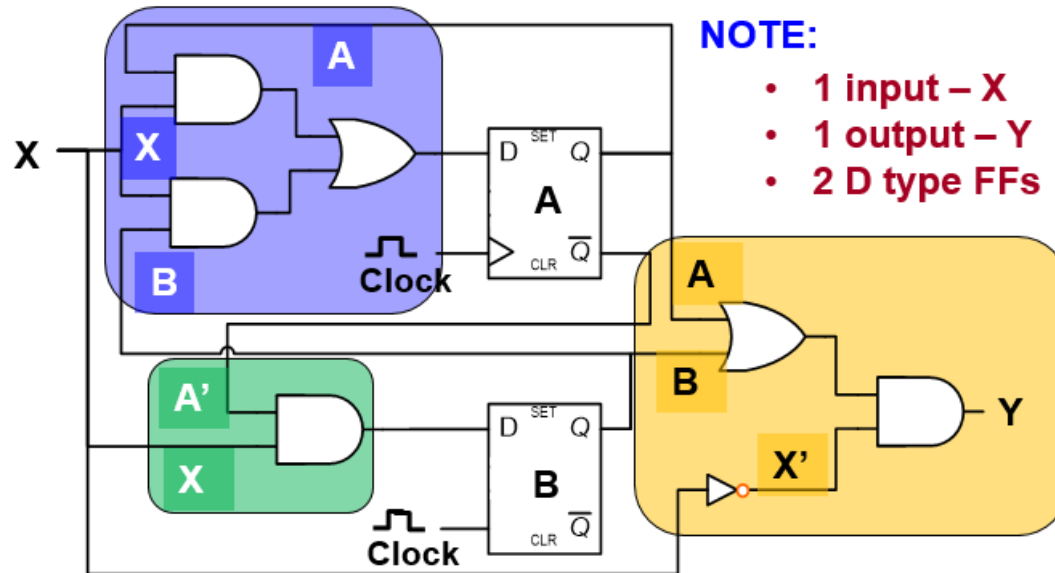 A
NOTE:
• 1 input – X
• 1 output – Y
• 2 D type FFs
X
X
B
D SET Q
A
CLR Q̅
Clock
A
B
A’
X
D SET Q
B
CLR Q̅
Clock
X’
Y